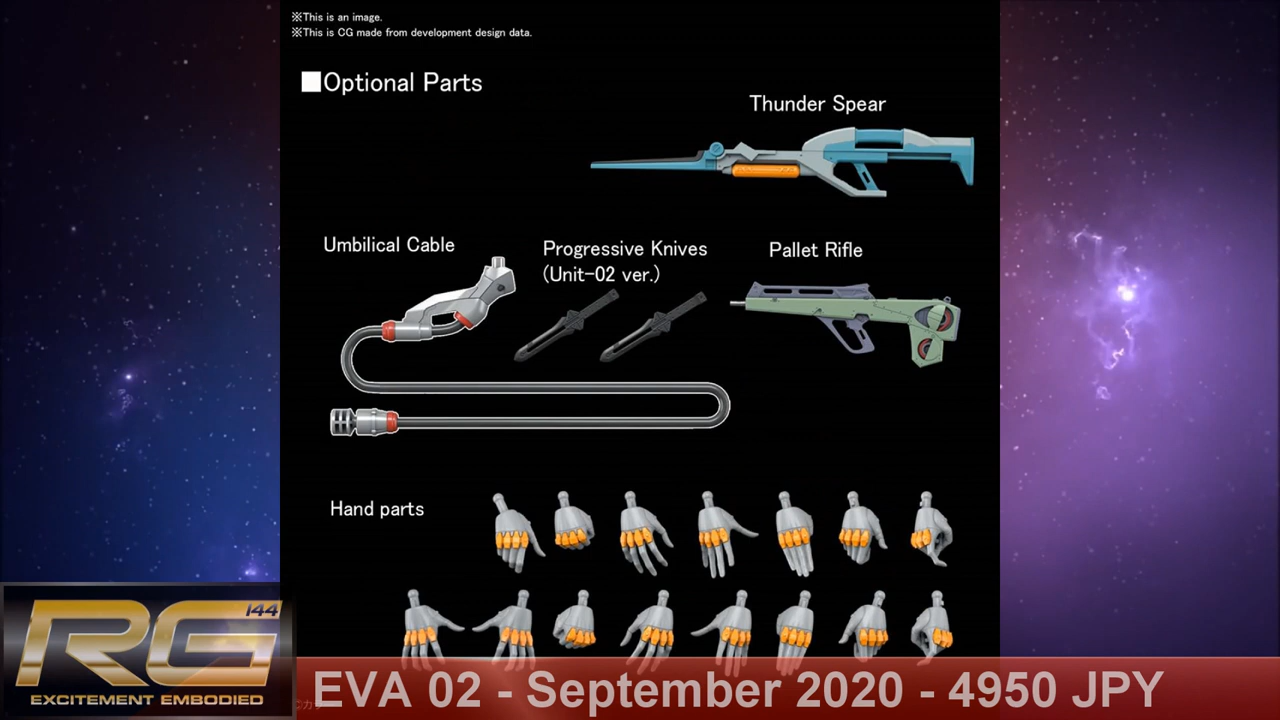 ※This is an image.
※This is CG made from development design data.
■Optional Parts
Thunder Spear
Umbilical Cable
Progressive Knives
(Unit-02 ver.)
Pallet Rifle
Hand parts
RG 144
EXCITEMENT EMBODIED
EVA 02 - September 2020 - 4950 JPY